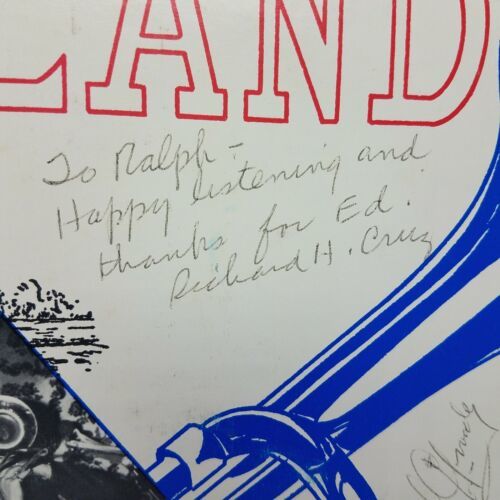 LAND
To Ralph -
Happy listening and
thanks for Ed.
Richard H. Cruz